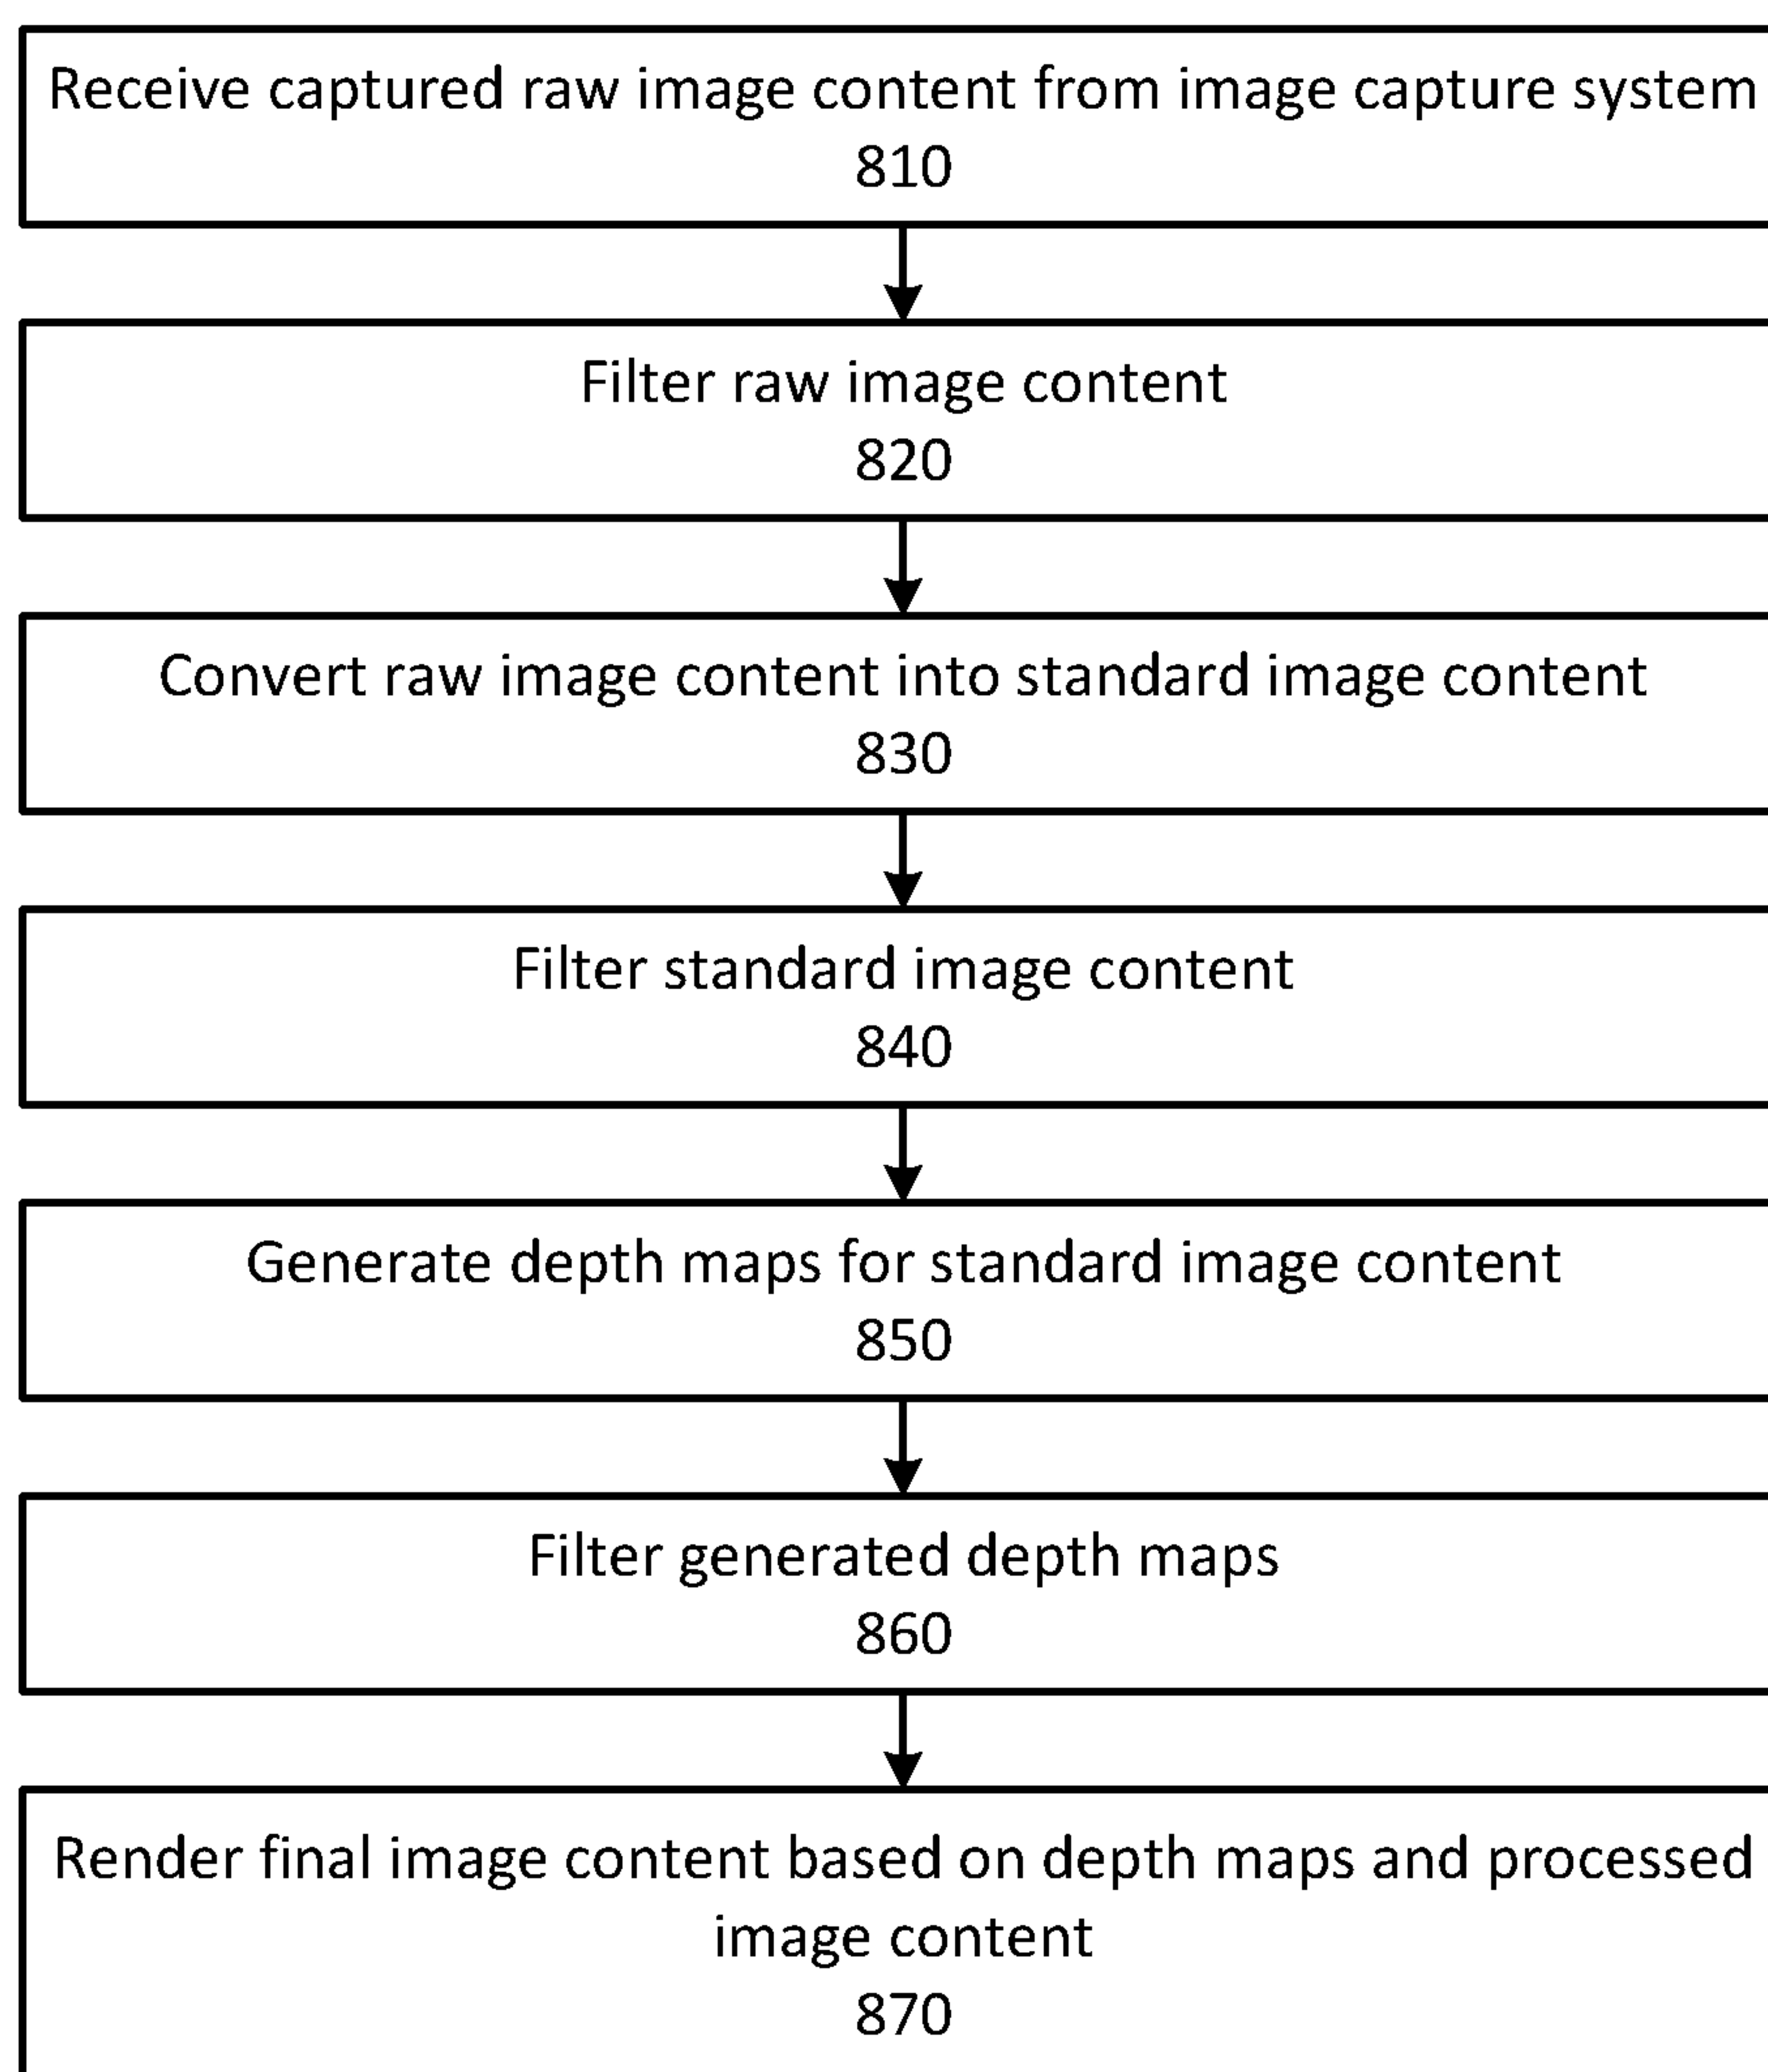 Receive captured raw image content from image capture system
810
Filter raw image content
820
Convert raw image content into standard image content
830
Filter standard image content
840
Generate depth maps for standard image content
850
Filter generated depth maps
860
Render final image content based on depth maps and processed
image content
870